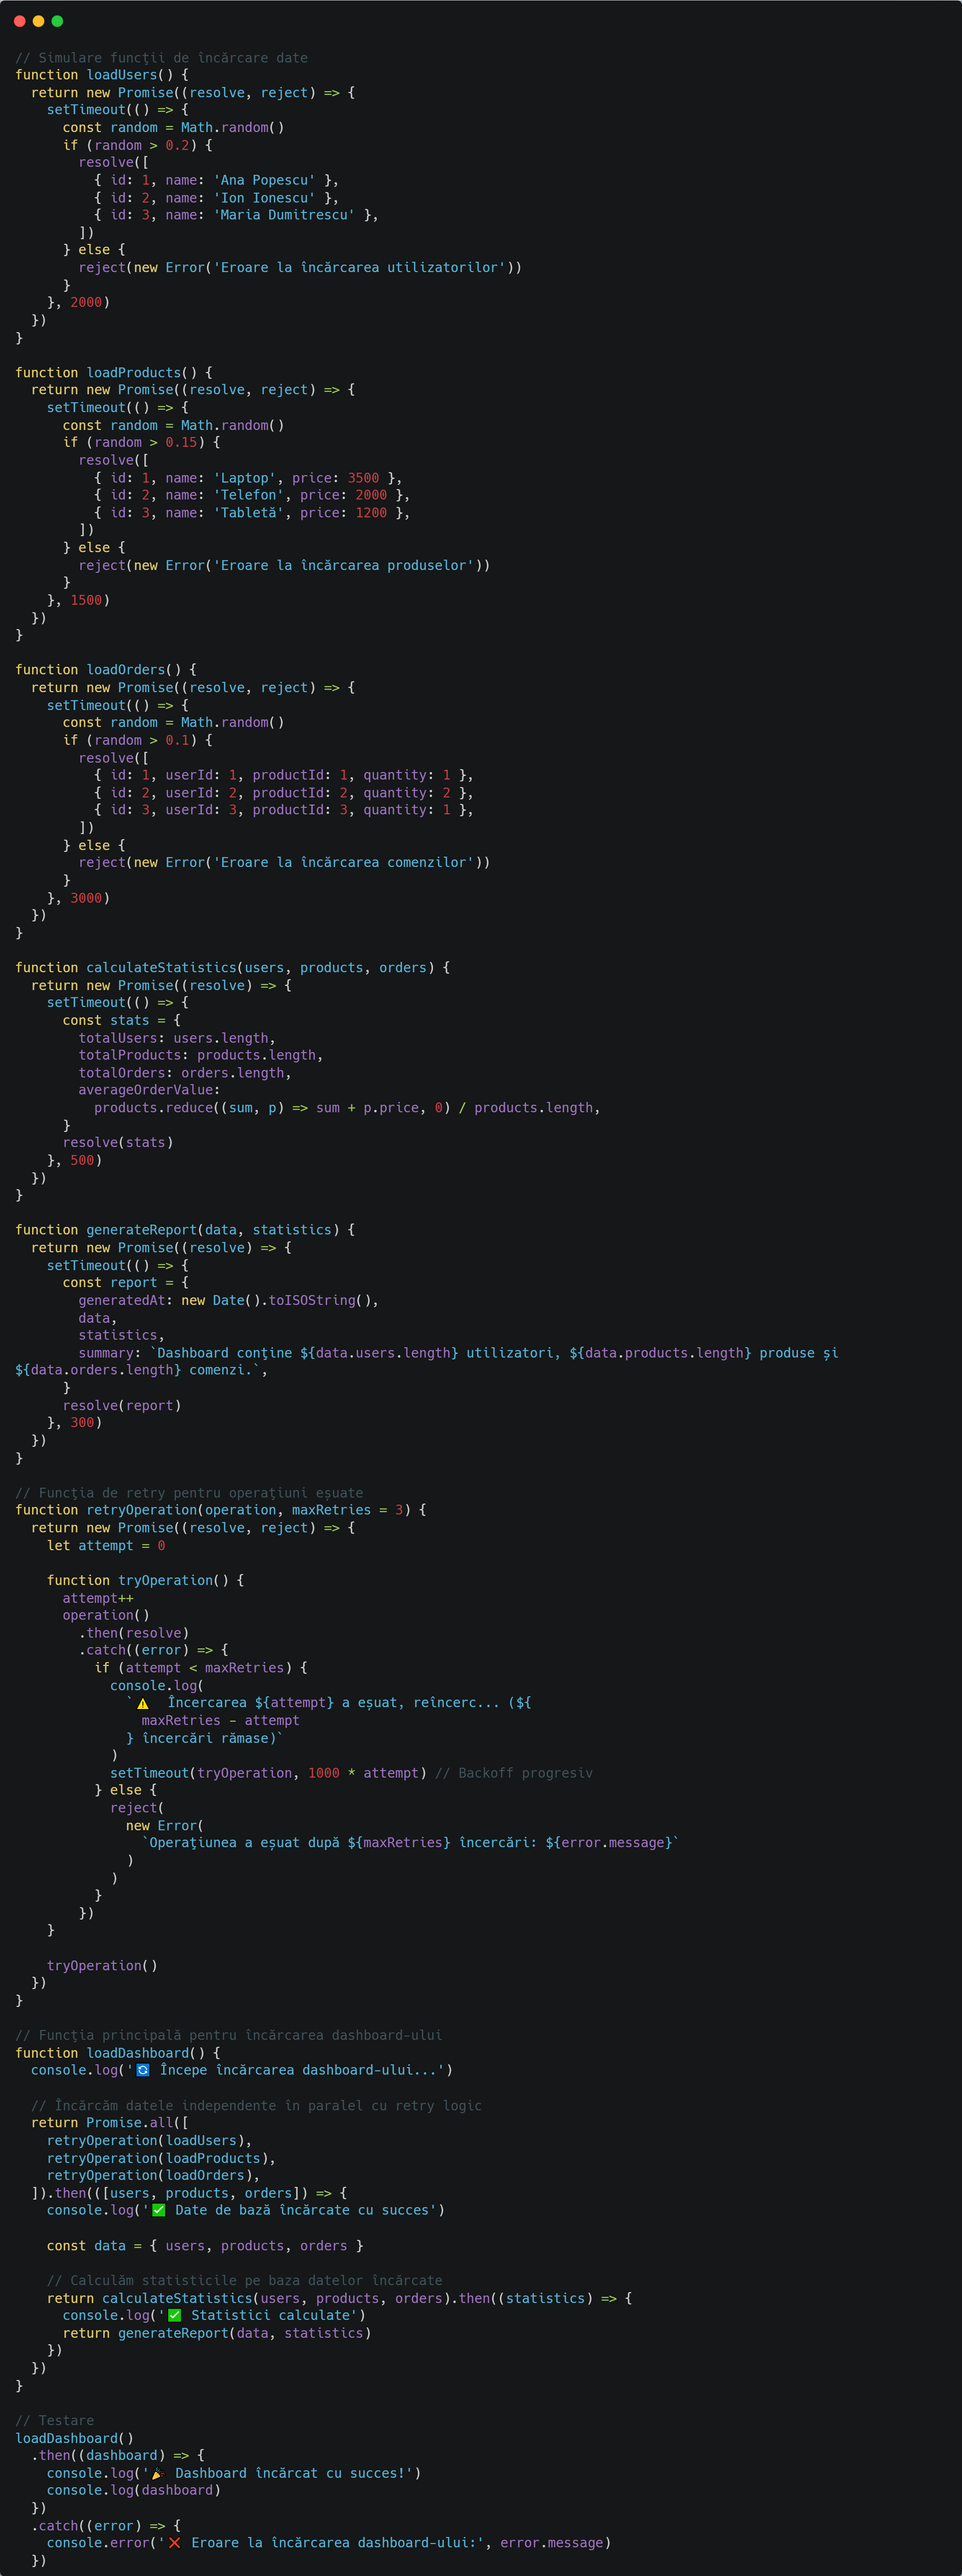 // Simulare funcții de încărcare date
function loadUsers() {
  return new Promise((resolve, reject) => {
    setTimeout(() => {
      const random = Math.random()
      if (random > 0.2) {
        resolve([
          { id: 1, name: 'Ana Popescu' },
          { id: 2, name: 'Ion Ionescu' },
          { id: 3, name: 'Maria Dumitrescu' },
        ])
      } else {
        reject(new Error('Eroare la încărcarea utilizatorilor'))
      }
    }, 2000)
  })
}

function loadProducts() {
  return new Promise((resolve, reject) => {
    setTimeout(() => {
      const random = Math.random()
      if (random > 0.15) {
        resolve([
          { id: 1, name: 'Laptop', price: 3500 },
          { id: 2, name: 'Telefon', price: 2000 },
          { id: 3, name: 'Tabletă', price: 1200 },
        ])
      } else {
        reject(new Error('Eroare la încărcarea produselor'))
      }
    }, 1500)
  })
}

function loadOrders() {
  return new Promise((resolve, reject) => {
    setTimeout(() => {
      const random = Math.random()
      if (random > 0.1) {
        resolve([
          { id: 1, userId: 1, productId: 1, quantity: 1 },
          { id: 2, userId: 2, productId: 2, quantity: 2 },
          { id: 3, userId: 3, productId: 3, quantity: 1 },
        ])
      } else {
        reject(new Error('Eroare la încărcarea comenzilor'))
      }
    }, 3000)
  })
}

function calculateStatistics(users, products, orders) {
  return new Promise((resolve) => {
    setTimeout(() => {
      const stats = {
        totalUsers: users.length,
        totalProducts: products.length,
        totalOrders: orders.length,
        averageOrderValue:
          products.reduce((sum, p) => sum + p.price, 0) / products.length,
      }
      resolve(stats)
    }, 500)
  })
}

function generateReport(data, statistics) {
  return new Promise((resolve) => {
    setTimeout(() => {
      const report = {
        generatedAt: new Date().toISOString(),
        data,
        statistics,
        summary: `Dashboard conține ${data.users.length} utilizatori, ${data.products.length} produse și
${data.orders.length} comenzi.`,
      }
      resolve(report)
    }, 300)
  })
}

// Funcția de retry pentru operațiuni eșuate
function retryOperation(operation, maxRetries = 3) {
  return new Promise((resolve, reject) => {
    let attempt = 0

    function tryOperation() {
      attempt++
      operation()
        .then(resolve)
        .catch((error) => {
          if (attempt < maxRetries) {
            console.log(
              `⚠️  Încercarea ${attempt} a eșuat, reîncerc... (${
                maxRetries - attempt
              } încercări rămase)`
            )
            setTimeout(tryOperation, 1000 * attempt) // Backoff progresiv
          } else {
            reject(
              new Error(
                `Operațiunea a eșuat după ${maxRetries} încercări: ${error.message}`
              )
            )
          }
        })
    }

    tryOperation()
  })
}

// Funcția principală pentru încărcarea dashboard-ului
function loadDashboard() {
  console.log('🔄 Începe încărcarea dashboard-ului...')

  // Încărcăm datele independente în paralel cu retry logic
  return Promise.all([
    retryOperation(loadUsers),
    retryOperation(loadProducts),
    retryOperation(loadOrders),
  ]).then(([users, products, orders]) => {
    console.log('✅ Date de bază încărcate cu succes')

    const data = { users, products, orders }

    // Calculăm statisticile pe baza datelor încărcate
    return calculateStatistics(users, products, orders).then((statistics) => {
      console.log('✅ Statistici calculate')
      return generateReport(data, statistics)
    })
  })
}

// Testare
loadDashboard()
  .then((dashboard) => {
    console.log('🎉 Dashboard încărcat cu succes!')
    console.log(dashboard)
  })
  .catch((error) => {
    console.error('❌ Eroare la încărcarea dashboard-ului:', error.message)
  })